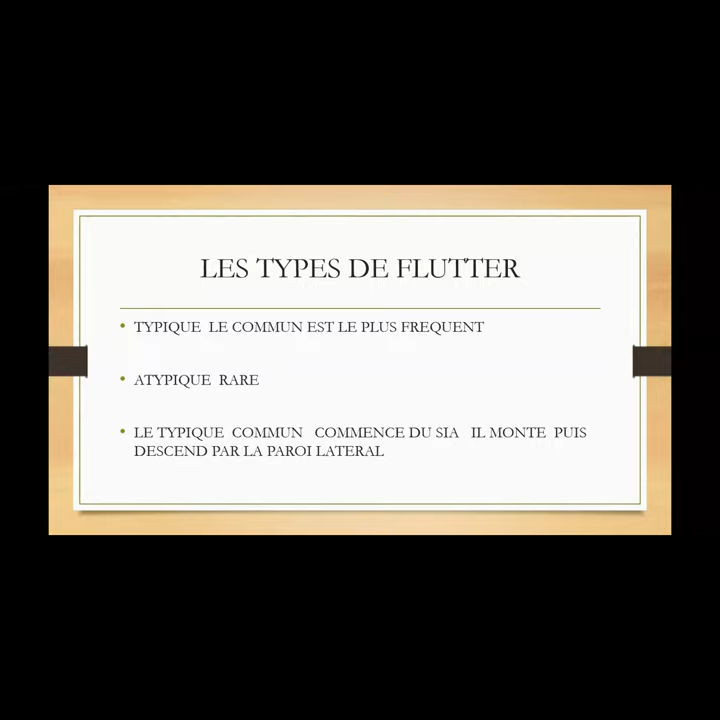 LES TYPES DE FLUTTER
• TYPIQUE LE COMMUN EST LE PLUS FREQUENT
• ATYPIQUE RARE
• LE TYPIQUE COMMUN COMMENCE DU SIA IL MONTE PUIS
DESCEND PAR LA PAROI LATERAL